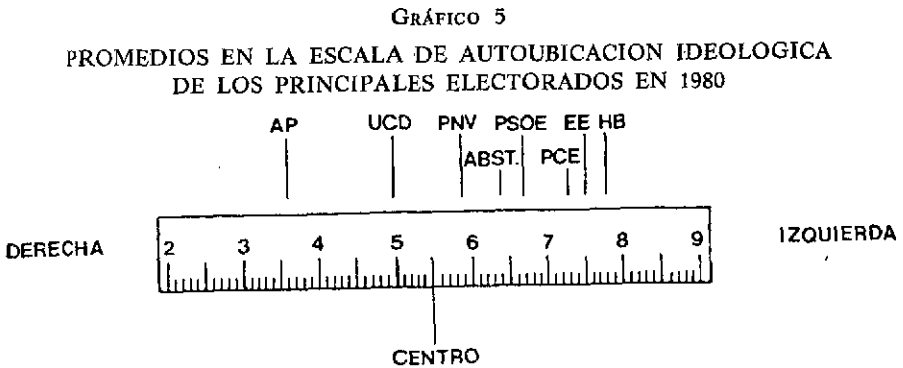 GRÁFICO 5
PROMEDIOS EN LA ESCALA DE AUTOUBICACION IDEOLOGICA
DE LOS PRINCIPALES ELECTORADOS EN 1980
AP UCD PNV PSOE EE HB
ABST. PCE
DERECHA 2 3 4 5 6 7 8 9 IZQUIERDA
CENTRO